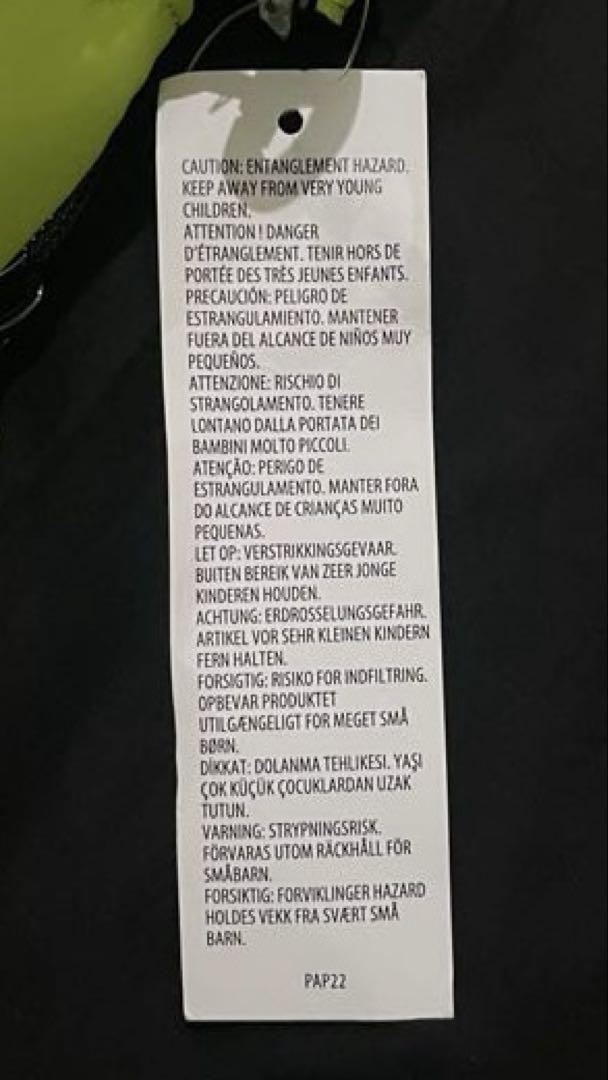 CAUTION: ENTANGLEMENT HAZARD.
KEEP AWAY FROM VERY YOUNG
CHILDREN.
ATTENTION ! DANGER
D'ÉTRANGLEMENT. TENIR HORS DE
PORTÉE DES TRÈS JEUNES ENFANTS.
PRECAUCIÓN: PELIGRO DE
ESTRANGULAMIENTO. MANTENER
FUERA DEL ALCANCE DE NIÑOS MUY
PEQUEÑOS.
ATTENZIONE: RISCHIO DI
STRANGOLAMENTO. TENERE
LONTANO DALLA PORTATA DEI
BAMBINI MOLTO PICCOLI.
ATENÇÃO: PERIGO DE
ESTRANGULAMENTO. MANTER FORA
DO ALCANCE DE CRIANÇAS MUITO
PEQUENAS.
LET OP: VERSTRIKKINGSGEVAAR.
BUITEN BEREIK VAN ZEER JONGE
KINDEREN HOUDEN.
ACHTUNG: ERDROSSELUNGSGEFAHR.
ARTIKEL VOR SEHR KLEINEN KINDERN
FERN HALTEN.
FORSIGTIG: RISIKO FOR INDFILTRING.
OPBEVAR PRODUKTET
UTILGÆNGELIGT FOR MEGET SMÅ
BØRN.
DİKKAT: DOLANMA TEHLIKESI. YAŞI
ÇOK KÜÇÜK ÇOCUKLARDAN UZAK
TUTUN.
VARNING: STRYPNINGSRISK.
FÖRVARAS UTOM RÄCKHÅLL FÖR
SMÅBARN.
FORSIKTIG: FORVIKLINGER HAZARD
HOLDES VEKK FRA SVÆRT SMÅ
BARN.
PAP22